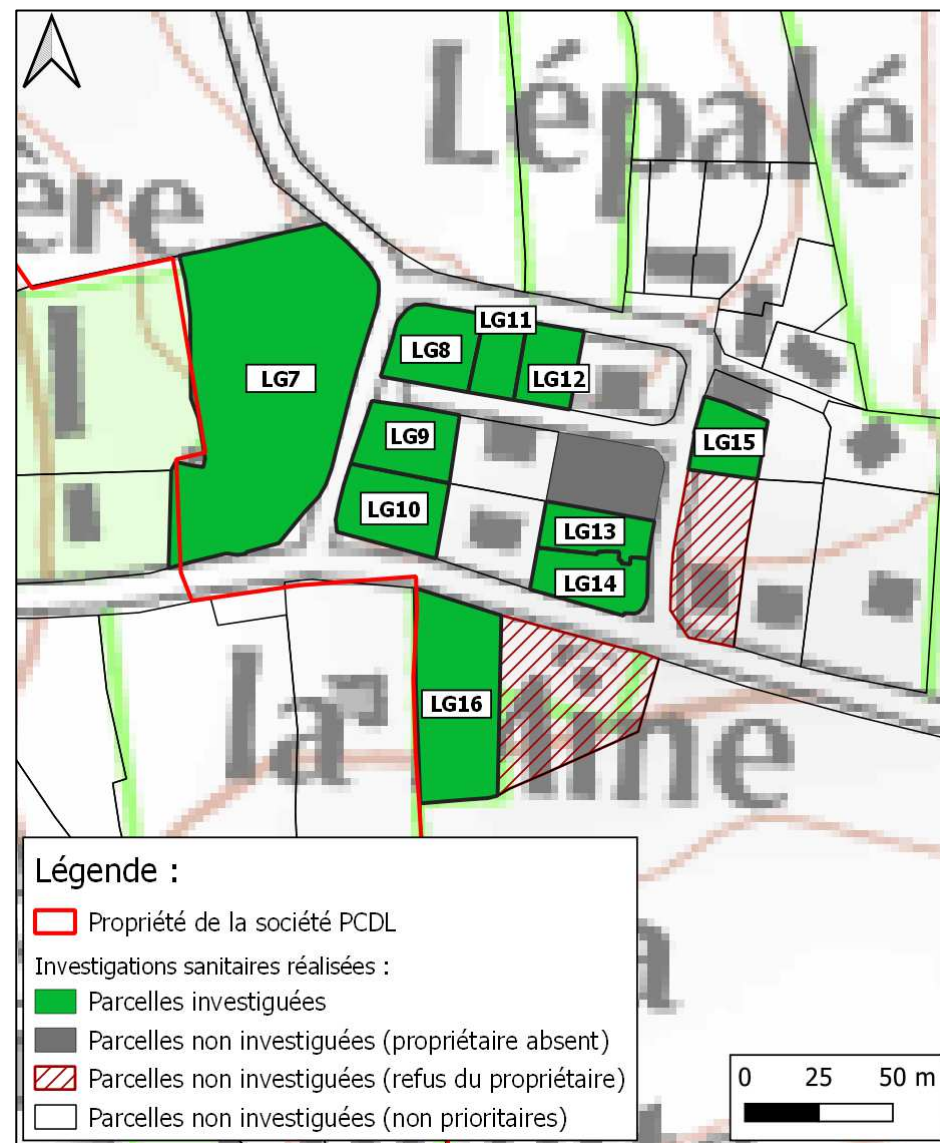 Lépalé
ère
LG11
LG8
LG7
LG12
LG9
LG15
LG10
LG13
LG14
LG16
la
ine
a
Légende :
Propriété de la société PCDL
Investigations sanitaires réalisées :
Parcelles investiguées
Parcelles non investiguées (propriétaire absent)
Parcelles non investiguées (refus du propriétaire)
Parcelles non investiguées (non prioritaires)
0 25 50 m